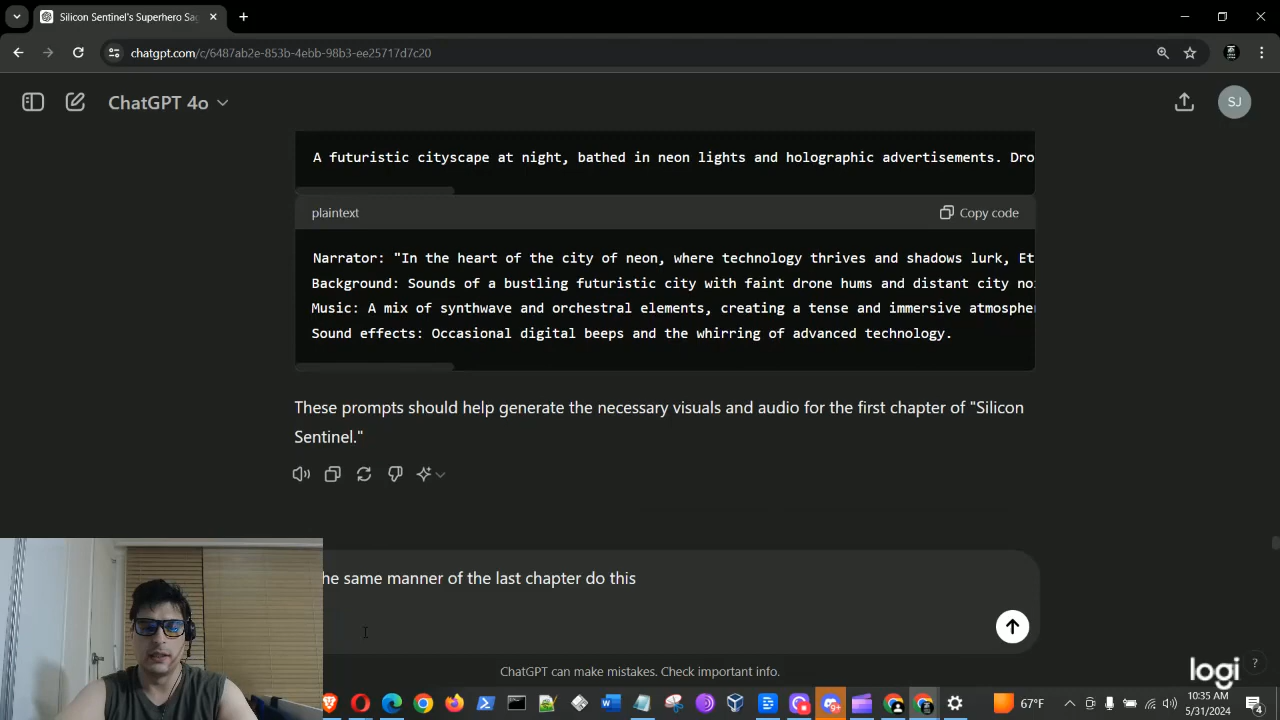 Silicon Sentinel's Superhero Sa
chatgpt.com/c/6487ab2e-853b-4ebb-98b3-ee25717d7c20
ChatGPT 4o
SJ
A futuristic cityscape at night, bathed in neon lights and holographic advertisements. Dro
plaintext
Copy code
Narrator: "In the heart of the city of neon, where technology thrives and shadows lurk, Et
Background: Sounds of a bustling futuristic city with faint drone hums and distant city no
Music: A mix of synthwave and orchestral elements, creating a tense and immersive atmosphe
Sound effects: Occasional digital beeps and the whirring of advanced technology.
These prompts should help generate the necessary visuals and audio for the first chapter of "Silicon
Sentinel."
he same manner of the last chapter do this
ChatGPT can make mistakes. Check important info.
?
logi
67°F
10:35 AM
5/31/2024